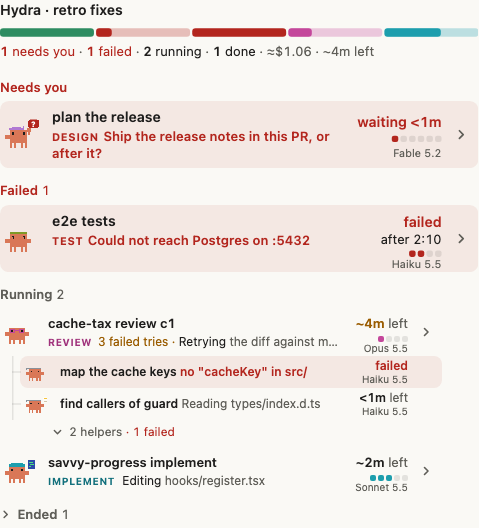 Hydra · retro fixes
1 needs you · 1 failed · 2 running · 1 done · ≈$1.06 · ~4m left
Needs you
?
plan the release
waiting <1m
DESIGN Ship the release notes in this PR, or
after it?
Fable 5.2
Failed 1
e2e tests
failed
TEST Could not reach Postgres on :5432
after 2:10
Haiku 5.5
Running 2
cache-tax review c1
~4m left
REVIEW 3 failed tries · Retrying the diff against m…
Opus 5.5
map the cache keys no "cacheKey" in src/
failed
Haiku 5.5
find callers of guard Reading types/index.d.ts
<1m left
Haiku 5.5
2 helpers · 1 failed
savvy-progress implement
~2m left
IMPLEMENT Editing hooks/register.tsx
Sonnet 5.5
Ended 1